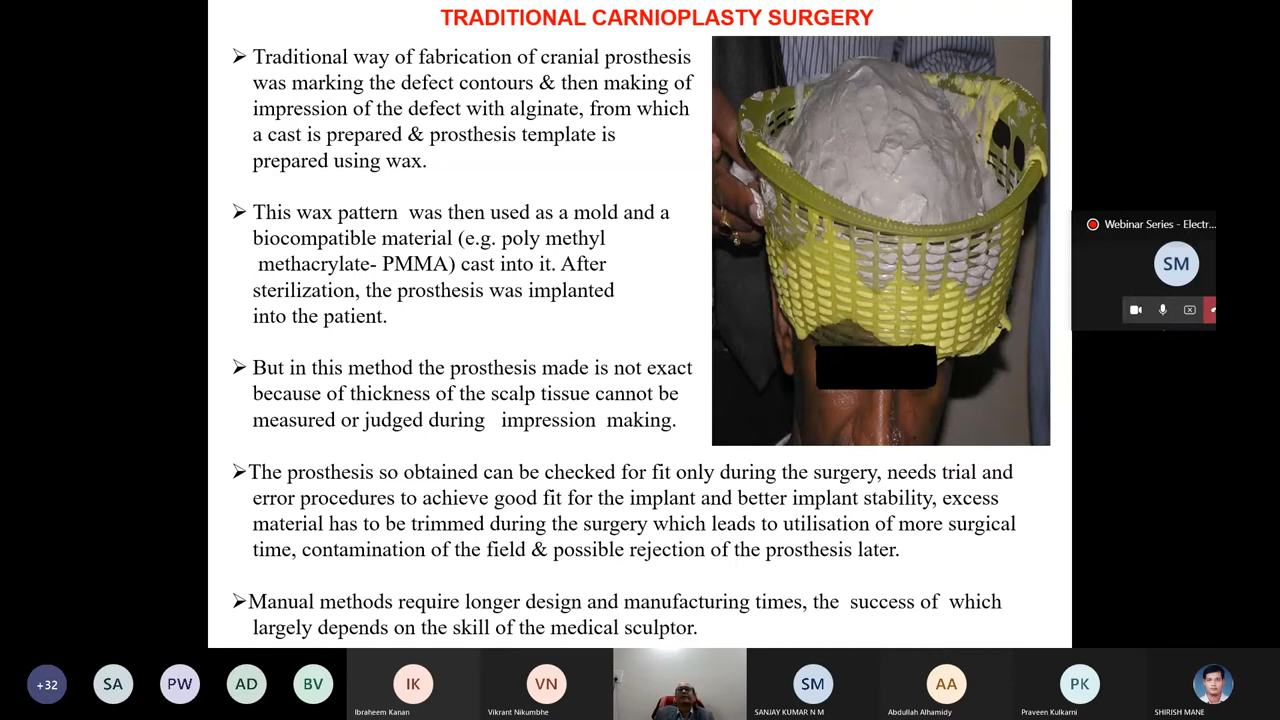 TRADITIONAL CARNIOPLASTY SURGERY
Traditional way of fabrication of cranial prosthesis
was marking the defect contours & then making of
impression of the defect with alginate, from which
a cast is prepared & prosthesis template is
prepared using wax.
This wax pattern was then used as a mold and a
biocompatible material (e.g. poly methyl
methacrylate- PMMA) cast into it. After
sterilization, the prosthesis was implanted
into the patient.
But in this method the prosthesis made is not exact
because of thickness of the scalp tissue cannot be
measured or judged during impression making.
The prosthesis so obtained can be checked for fit only during the surgery, needs trial and
error procedures to achieve good fit for the implant and better implant stability, excess
material has to be trimmed during the surgery which leads to utilisation of more surgical
time, contamination of the field & possible rejection of the prosthesis later.
Manual methods require longer design and manufacturing times, the success of which
largely depends on the skill of the medical sculptor.
Webinar Series - Electr...
SM
+32
SA
PW
AD
BV
IK
Ibraheem Kanan
VN
Vikrant Nikumbhe
SM
SANJAY KUMAR N M
AA
Abdullah Alhamidy
PK
Praveen Kulkarni
SHIRISH MANE